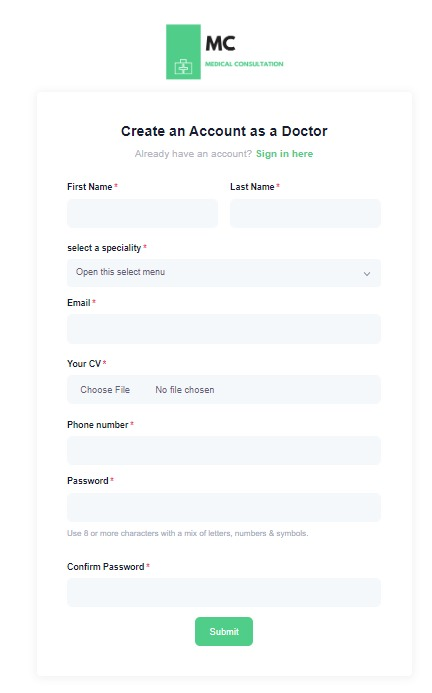 MC
MEDICAL CONSULTATION
Create an Account as a Doctor
Already have an account? Sign in here
First Name * Last Name *
select a speciality *
Open this select menu
Email *
Your CV *
Choose File No file chosen
Phone number *
Password *
Use 8 or more characters with a mix of letters, numbers & symbols.
Confirm Password *
Submit